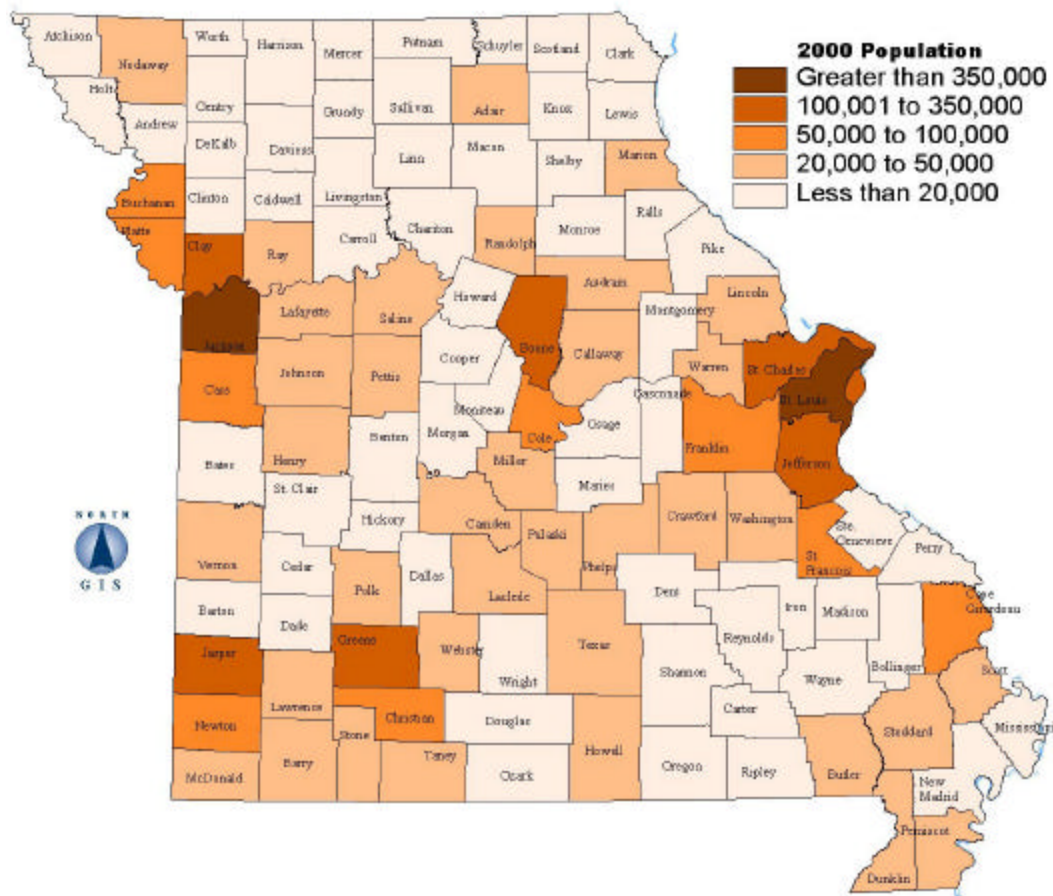 2000 Population
Greater than 350,000
100,001 to 350,000
50,000 to 100,000
20,000 to 50,000
Less than 20,000
Atchison
Nodaway
Worth
Harrison
Mercer
Putnam
Schuyler
Scotland
Clark
Holt
Andrew
Gentry
DeKalb
Daviess
Grundy
Sullivan
Adair
Knox
Lewis
Buchanan
Clinton
Caldwell
Livingston
Linn
Macon
Shelby
Marion
Platte
Clay
Ray
Carroll
Chariton
Randolph
Monroe
Ralls
Pike
Jackson
Lafayette
Saline
Howard
Boone
Audrain
Montgomery
Lincoln
Cass
Johnson
Pettis
Cooper
Moniteau
Callaway
Gasconade
Warren
St. Charles
St. Louis
Bates
Henry
Benton
Morgan
Cole
Osage
Franklin
Jefferson
St. Clair
Miller
Maries
NORTH
GIS
Vernon
Hickory
Camden
Pulaski
Phelps
Crawford
Washington
St.
Francois
Ste.
Genevieve
Perry
Cedar
Polk
Dallas
Laclede
Dent
Iron
Madison
Cape
Girardeau
Barton
Dade
Greene
Webster
Wright
Texas
Shannon
Reynolds
Wayne
Bollinger
Scott
Jasper
Lawrence
Christian
Douglas
Carter
Stoddard
Mississippi
Newton
Stone
Taney
Howell
Oregon
Ripley
Butler
New
Madrid
McDonald
Barry
Ozark
Pemiscot
Dunklin